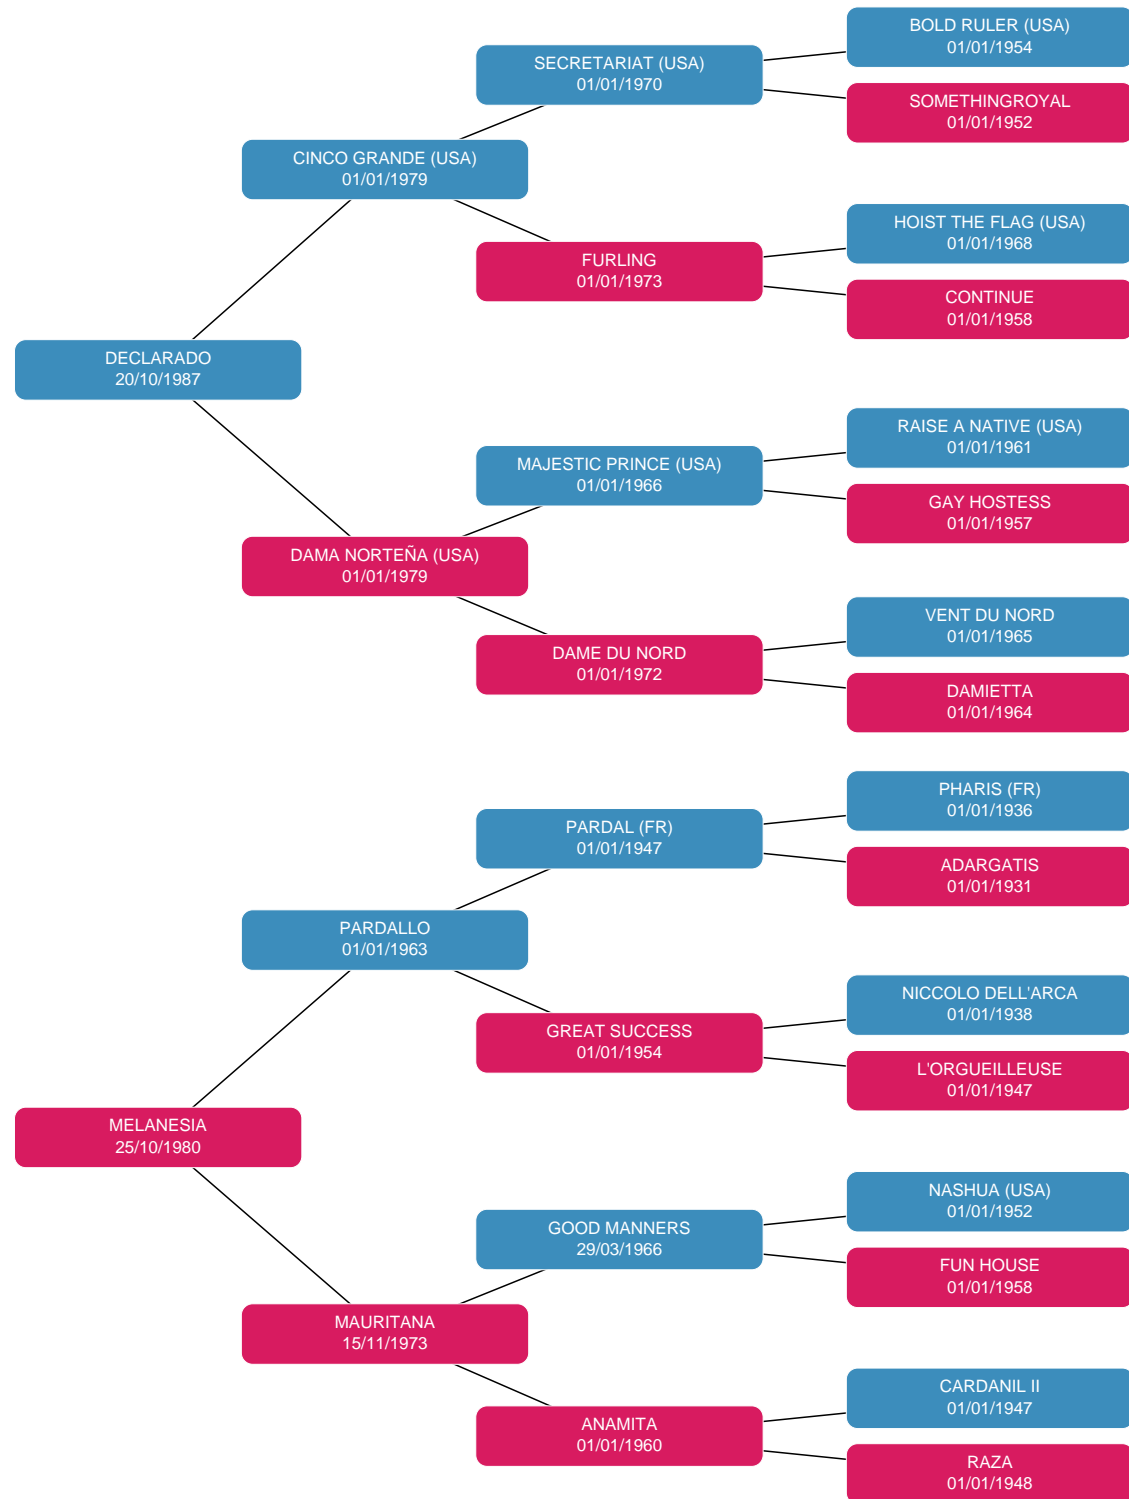 BOLD RULER (USA)
01/01/1954
SECRETARIAT (USA)
01/01/1970
SOMETHINGROYAL
01/01/1952
CINCO GRANDE (USA)
01/01/1979
HOIST THE FLAG (USA)
01/01/1968
FURLING
01/01/1973
CONTINUE
01/01/1958
DECLARADO
20/10/1987
RAISE A NATIVE (USA)
01/01/1961
MAJESTIC PRINCE (USA)
01/01/1966
GAY HOSTESS
01/01/1957
DAMA NORTEÑA (USA)
01/01/1979
VENT DU NORD
01/01/1965
DAME DU NORD
01/01/1972
DAMIETTA
01/01/1964
PHARIS (FR)
01/01/1936
PARDAL (FR)
01/01/1947
ADARGATIS
01/01/1931
PARDALLO
01/01/1963
NICCOLO DELL'ARCA
01/01/1938
GREAT SUCCESS
01/01/1954
L'ORGUEILLEUSE
01/01/1947
MELANESIA
25/10/1980
NASHUA (USA)
01/01/1952
GOOD MANNERS
29/03/1966
FUN HOUSE
01/01/1958
MAURITANA
15/11/1973
CARDANIL II
01/01/1947
ANAMITA
01/01/1960
RAZA
01/01/1948